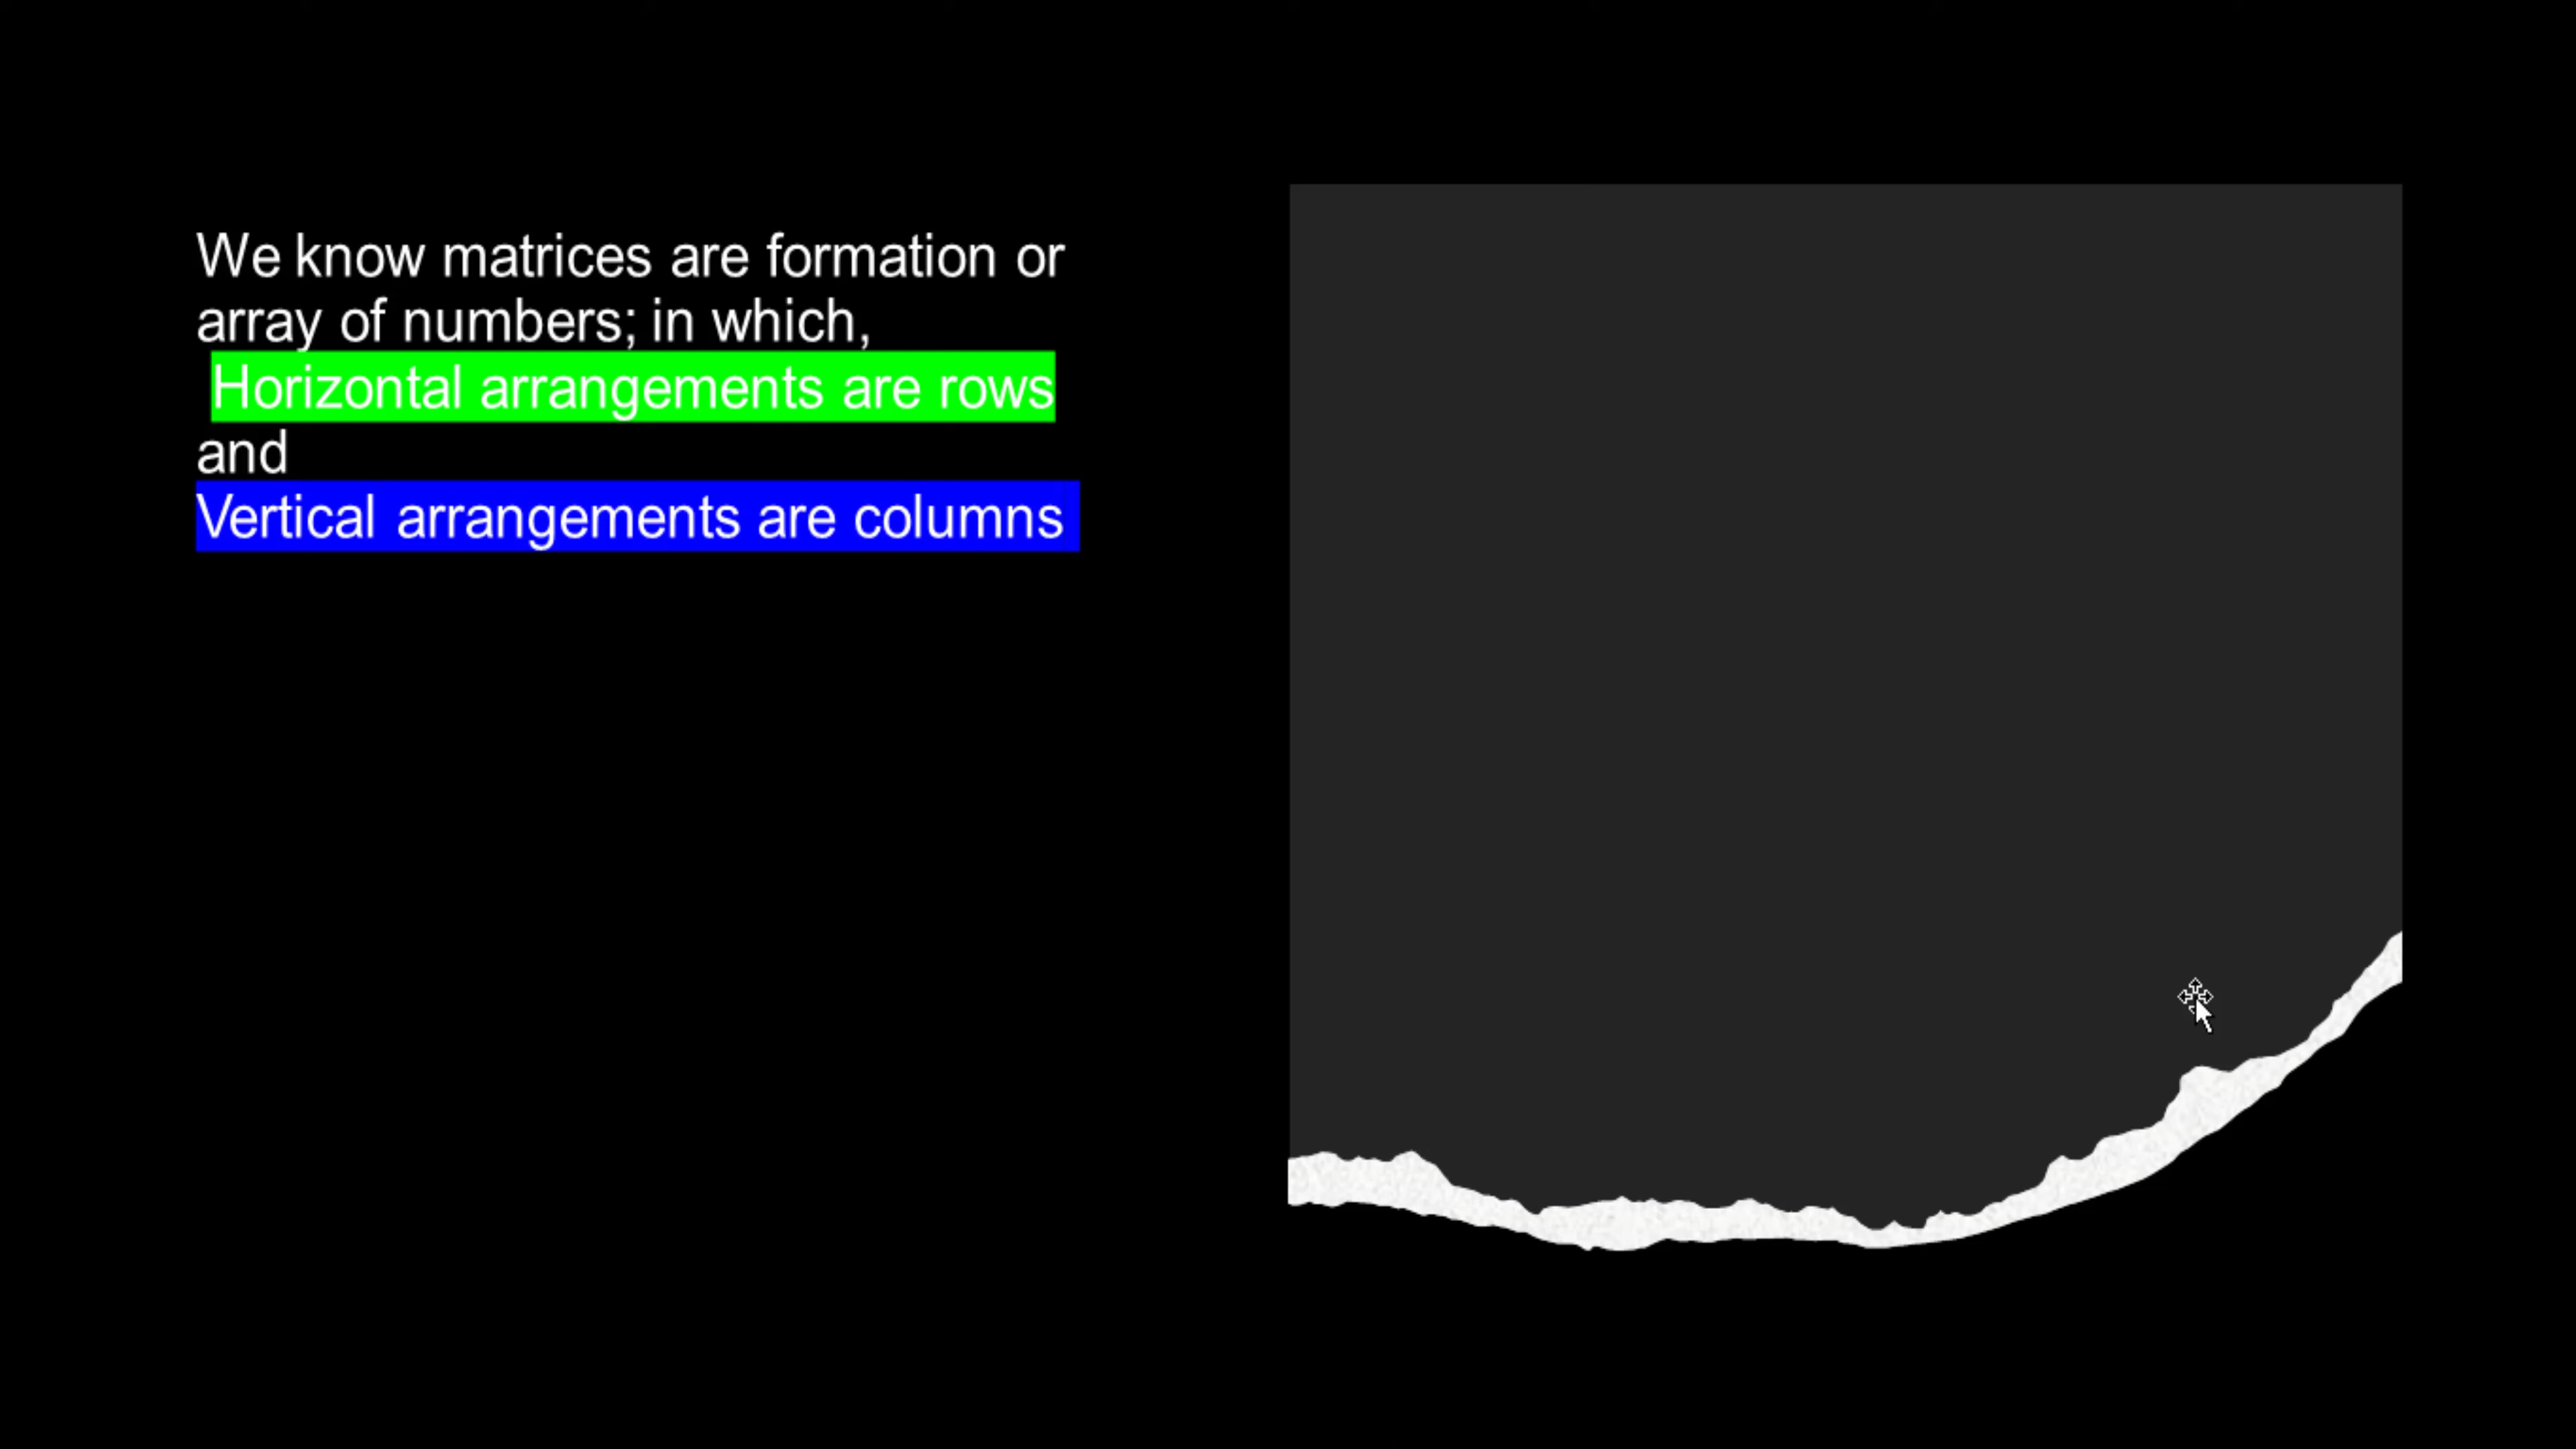 We know matrices are formation or
array of numbers; in which,
Horizontal arrangements are rows
and
Vertical arrangements are columns